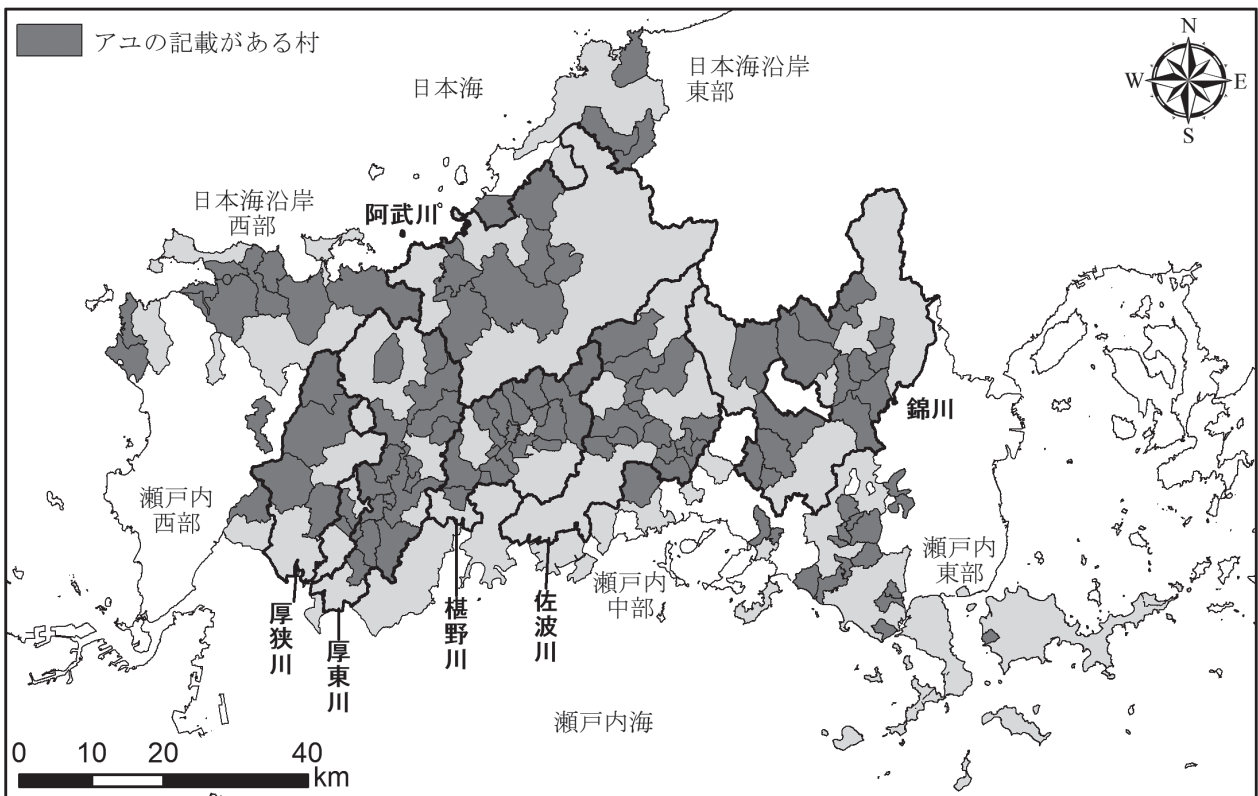 アユの記載がある村
N
W
E
S
日本海
日本海沿岸
東部
日本海沿岸
西部
阿武川
錦川
瀬戸内
西部
瀬戸内
東部
瀬戸内
中部
厚狭川
厚東川
椹野川
佐波川
瀬戸内海
0 10 20 40
km